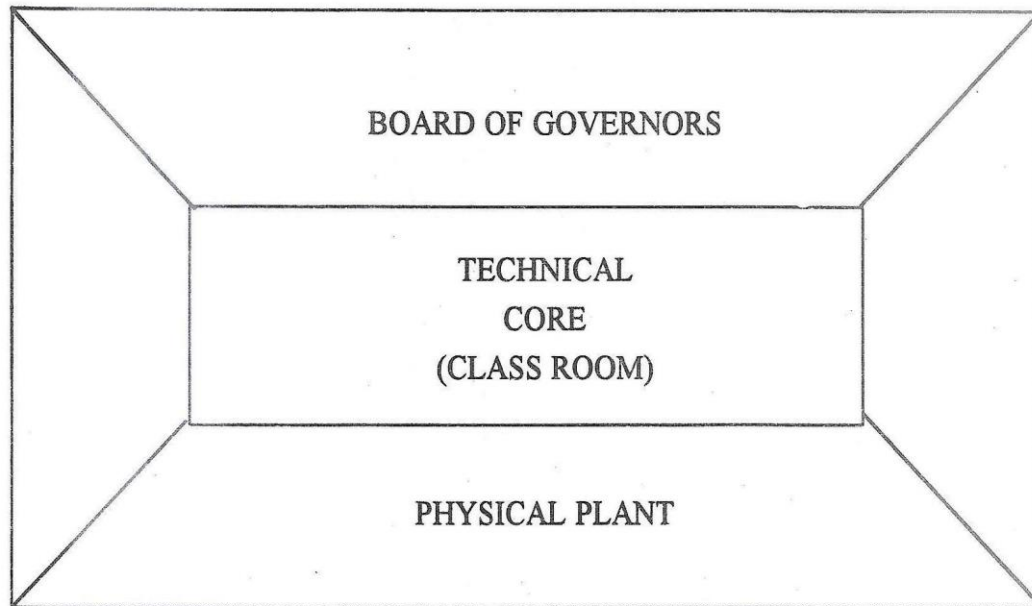 BOARD OF GOVERNORS
TECHNICAL
CORE
(CLASS ROOM)
PHYSICAL PLANT